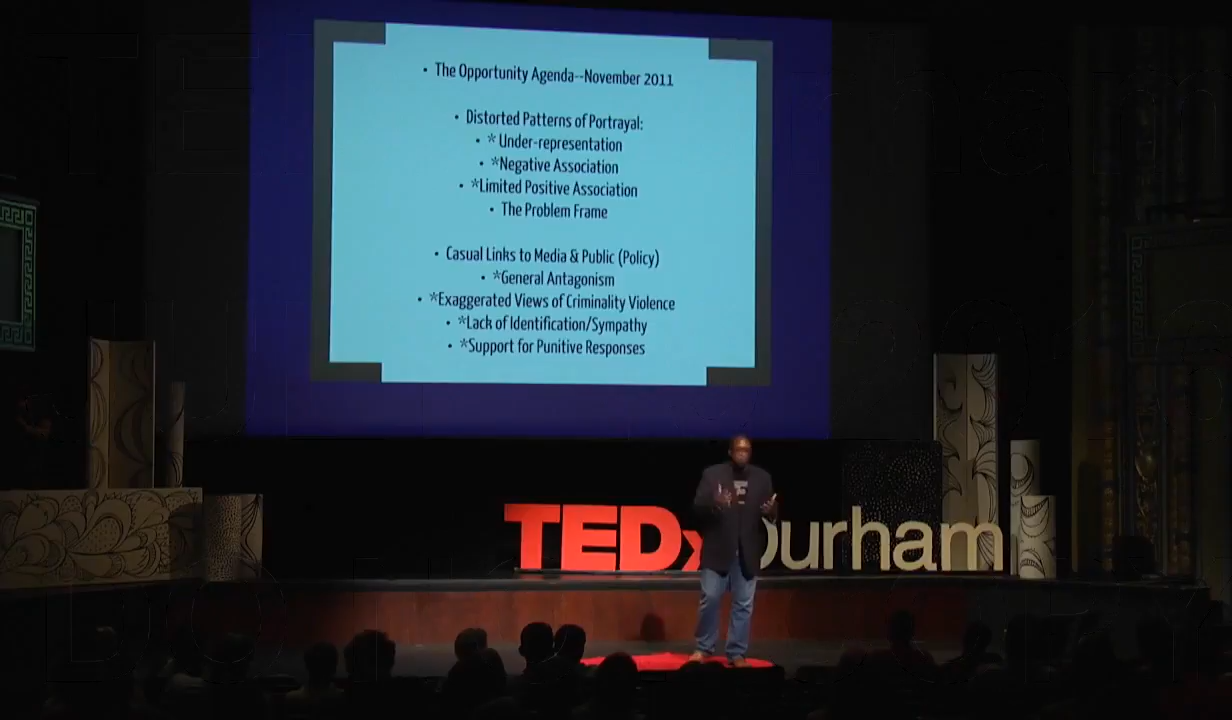 • The Opportunity Agenda--November 2011
• Distorted Patterns of Portrayal:
• * Under-representation
• *Negative Association
• *Limited Positive Association
• The Problem Frame
• Casual Links to Media & Public (Policy)
• *General Antagonism
• *Exaggerated Views of Criminality Violence
• *Lack of Identification/Sympathy
• *Support for Punitive Responses
TEDxDurham